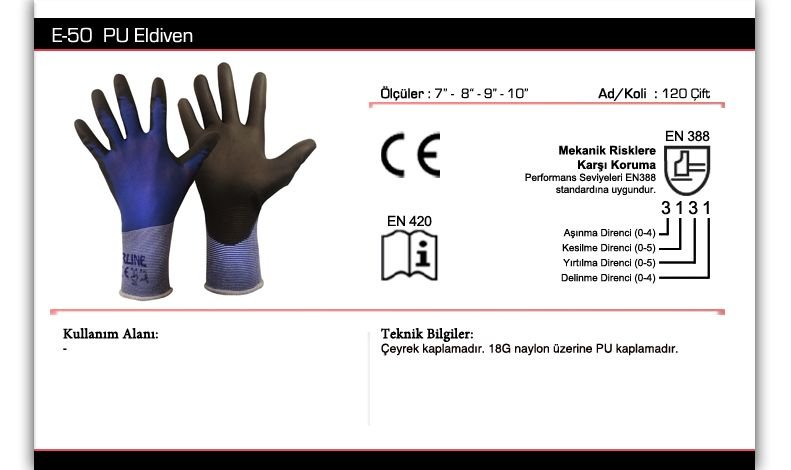 E-50 PU Eldiven
Ölçüler : 7” - 8” - 9” - 10”
Ad/Koli : 120 Çift
CE
EN 420
i
EN 388
Mekanik Risklere
Karşı Koruma
Performans Seviyeleri EN388
standardına uygundur.
3 1 3 1
Aşınma Direnci (0-4)
Kesilme Direnci (0-5)
Yırtılma Direnci (0-5)
Delinme Direnci (0-4)
Kullanım Alanı:
-
Teknik Bilgiler:
Çeyrek kaplamadır. 18G naylon üzerine PU kaplamadır.